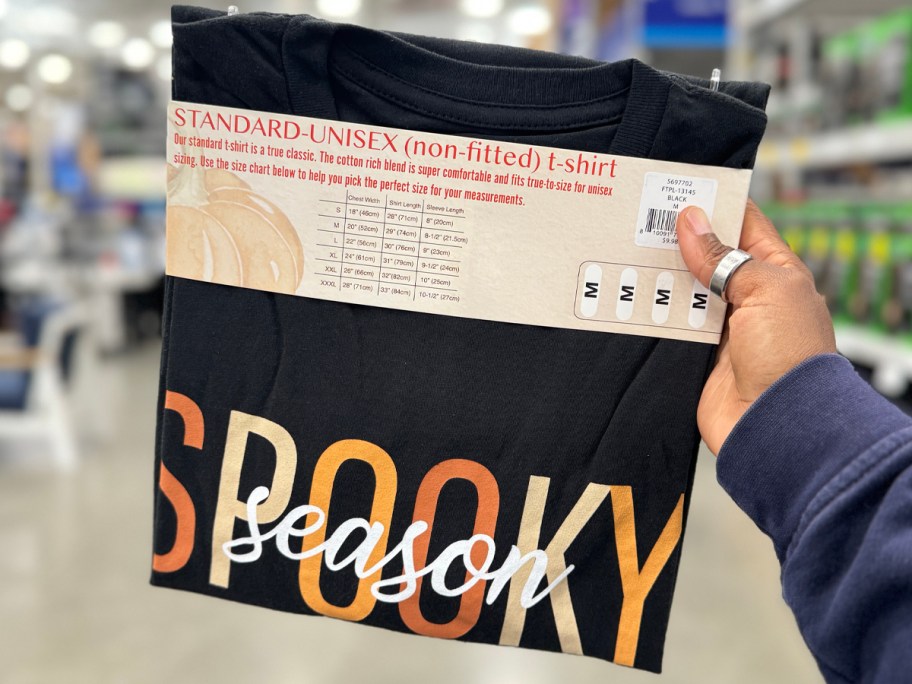 STANDARD-UNISEX (non-fitted) t-shirt
Our standard t-shirt is a true classic. The cotton rich blend is super comfortable and fits true-to-size for unisex
sizing. Use the size chart below to help you pick the perfect size for your measurements.
Chest Width Shirt Length Sleeve Length
S 18" (46cm) 28" (71cm) 8" (20cm)
M 20" (52cm) 29" (74cm) 8-1/2" (21.5cm)
L 22" (56cm) 30" (76cm) 9" (23cm)
XL 24" (61cm) 31" (79cm) 9-1/2" (24cm)
XXL 26" (66cm) 32"(82cm) 10" (25cm)
XXXL 28" (71cm) 33" (84cm) 10-1/2" (27cm)
5697702
FTPL-13145
BLACK
M
8 10091
$9.98
M M M M
SPOOKY
season